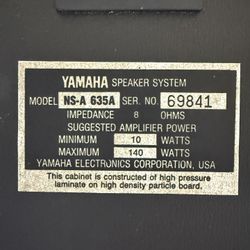 YAMAHA SPEAKER SYSTEM
MODEL NS-A 635A SER. NO. 69841
IMPEDANCE 8 OHMS
SUGGESTED AMPLIFIER POWER
MINIMUM 10 WATTS
MAXIMUM 140 WATTS
YAMAHA ELECTRONICS CORPORATION, USA
This cabinet is constructed of high pressure
laminate on high density particle board.